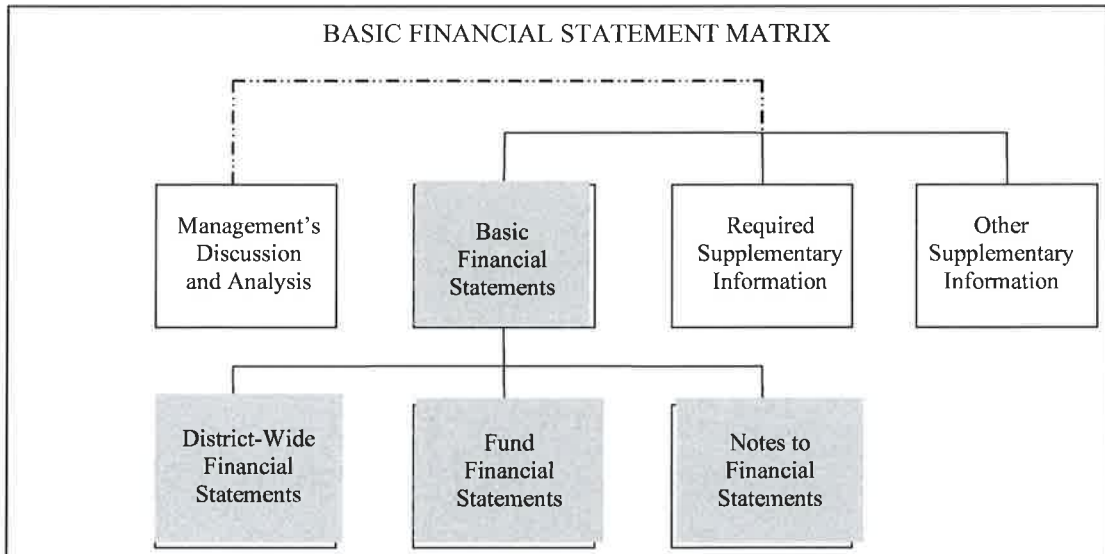 BASIC FINANCIAL STATEMENT MATRIX
Management’s
Discussion
and Analysis
Basic
Financial
Statements
Required
Supplementary
Information
Other
Supplementary
Information
District-Wide
Financial
Statements
Fund
Financial
Statements
Notes to
Financial
Statements